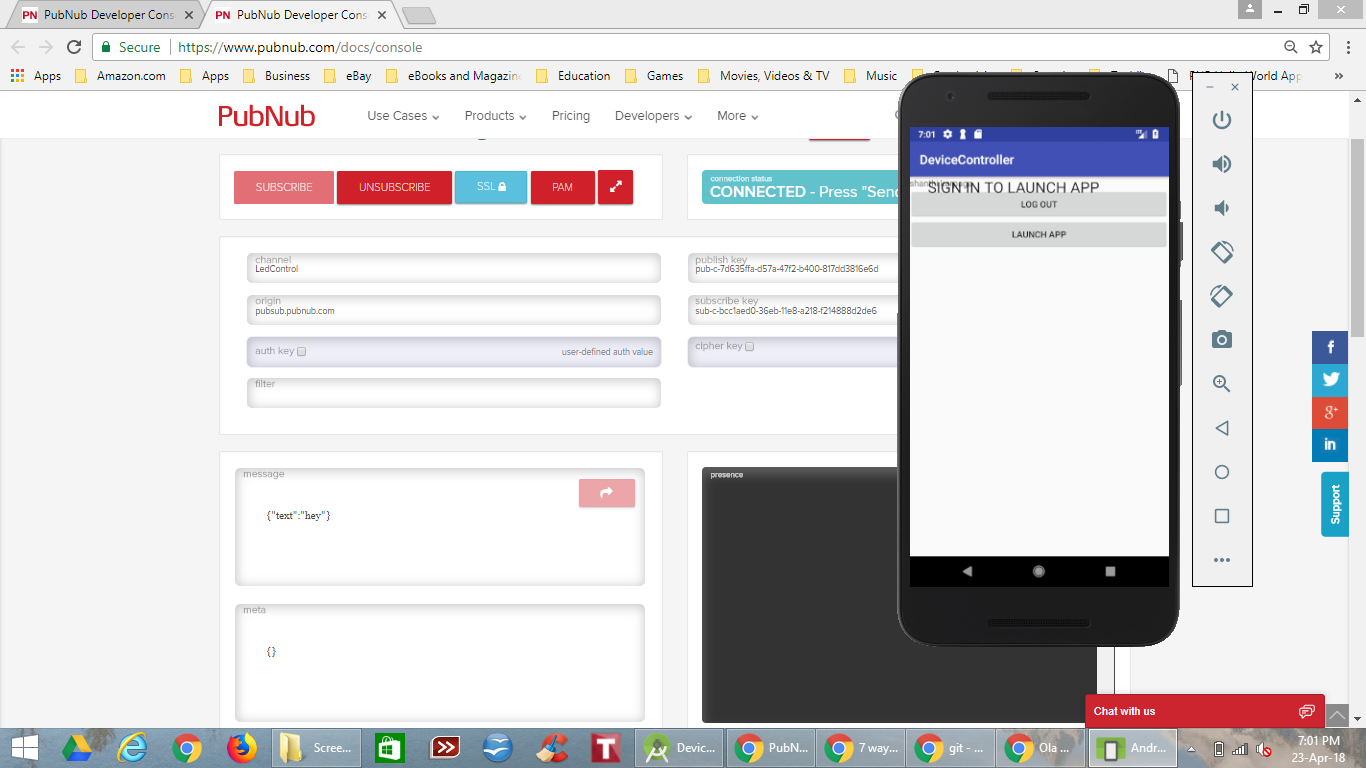 PN PubNub Developer Cons
PN PubNub Developer Cons
Secure https://www.pubnub.com/docs/console
Apps Amazon.com Apps Business eBay eBooks and Magazin Education Games Movies, Videos & TV Music World App »
PubNub Use Cases Products Pricing Developers More
SUBSCRIBE UNSUBSCRIBE SSL PAM
connection status
CONNECTED - Press "Send
channel
LedControl
publish key
pub-c-7d635ffa-d57a-47f2-b400-817dd3816e6d
origin
pubsub.pubnub.com
subscribe key
sub-c-bcc1aed0-36eb-11e8-a218-f214888d2de6
auth key user-defined auth value
cipher key
filter
message
{"text":"hey"}
presence
meta
{}
7:01
DeviceController
SIGN IN TO LAUNCH APP
LOG OUT
LAUNCH APP
f
g+
in
Support
Chat with us
Scree... Devic... PubN... 7 way... git - ... Ola ... Andr...
7:01 PM
23-Apr-18